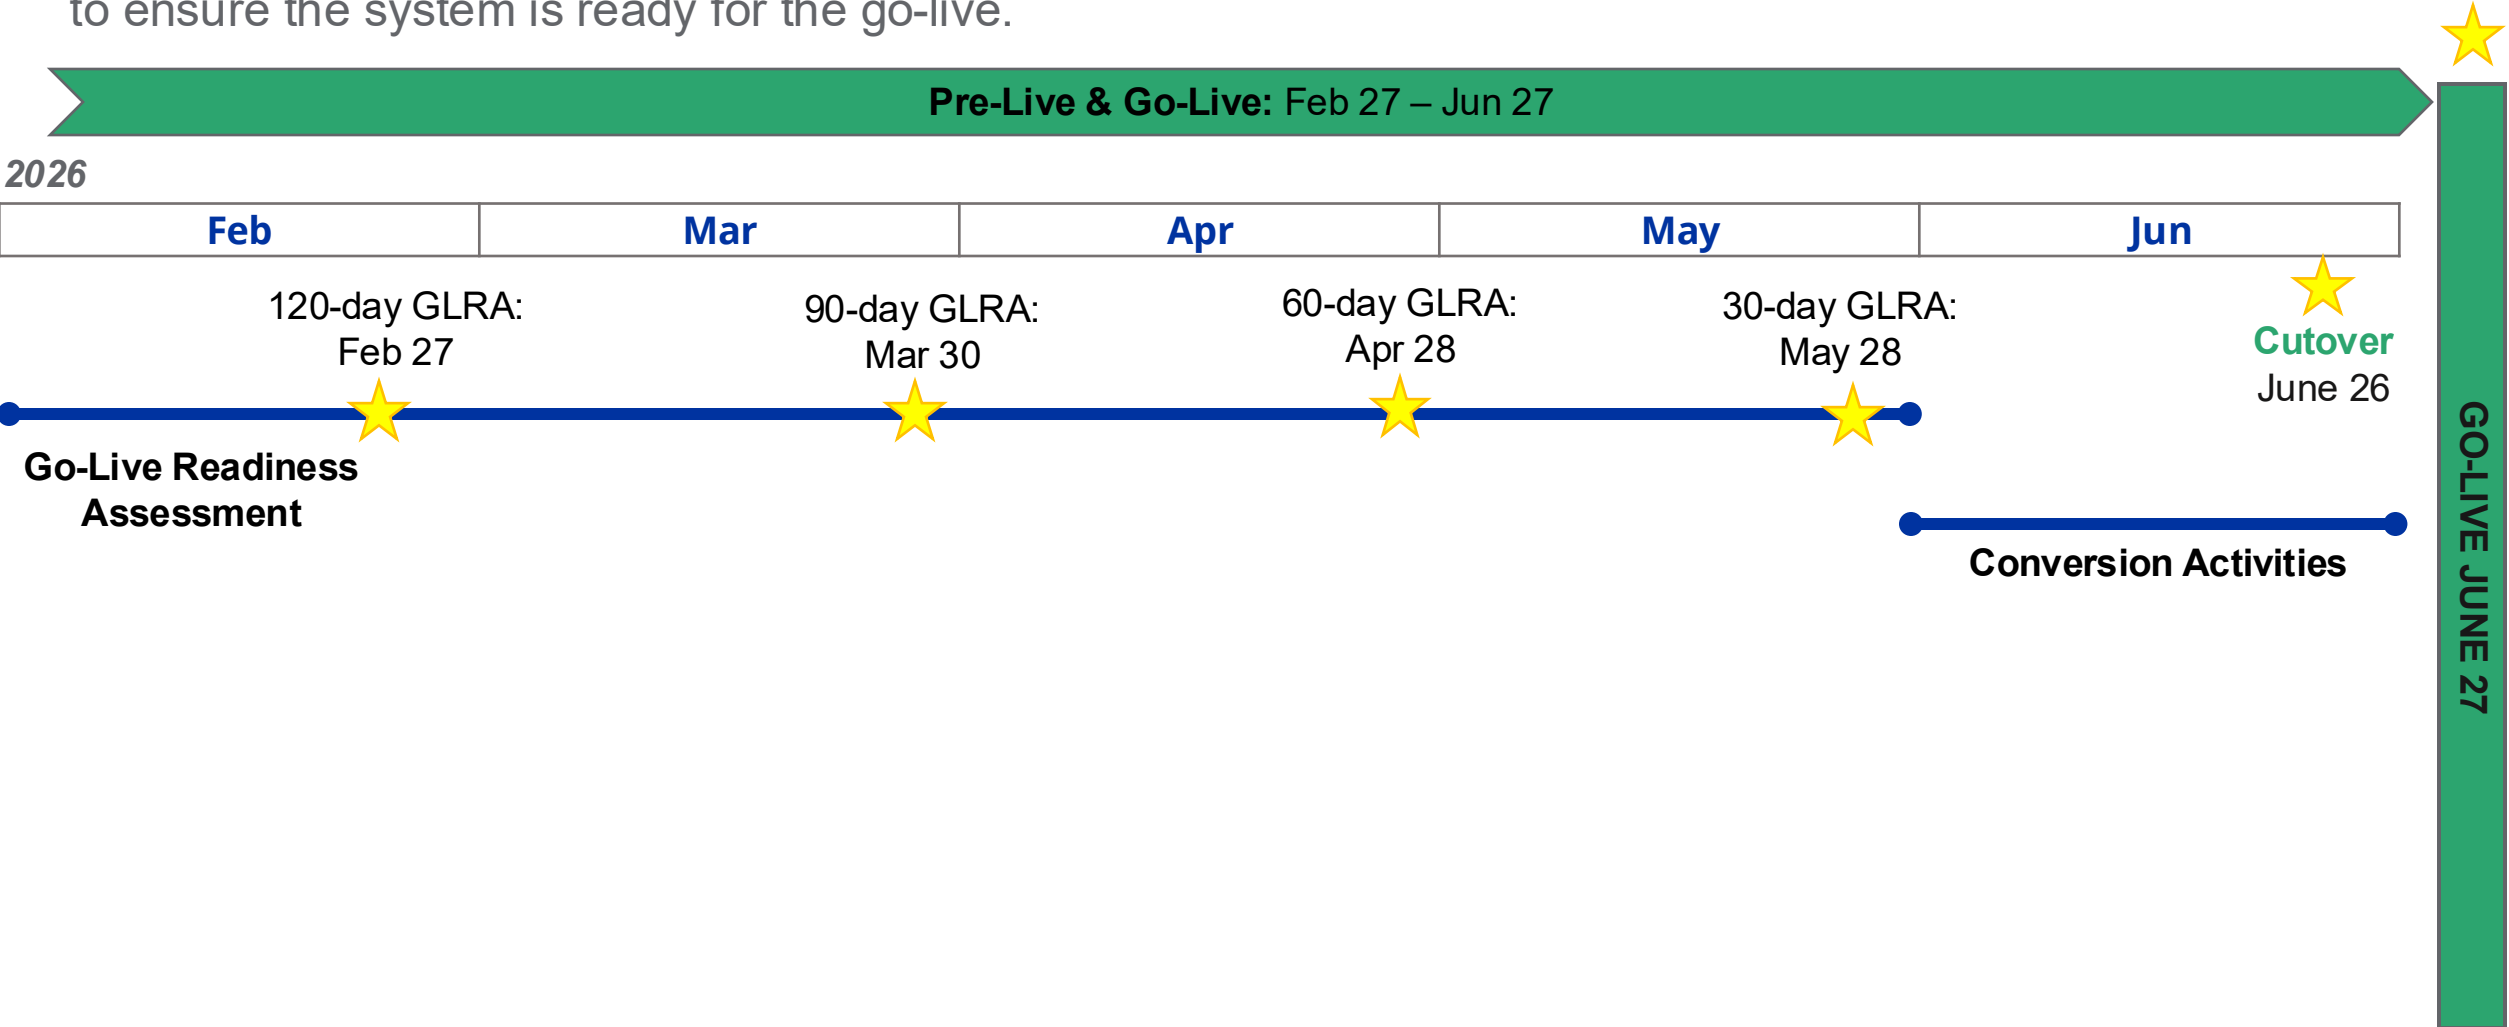 to ensure the system is ready for the go-live.
Pre-Live & Go-Live: Feb 27 – Jun 27
2026
Feb
Mar
Apr
May
Jun
120-day GLRA:
Feb 27
90-day GLRA:
Mar 30
60-day GLRA:
Apr 28
30-day GLRA:
May 28
Cutover
June 26
Go-Live Readiness
Assessment
Conversion Activities
GO-LIVE JUNE 27